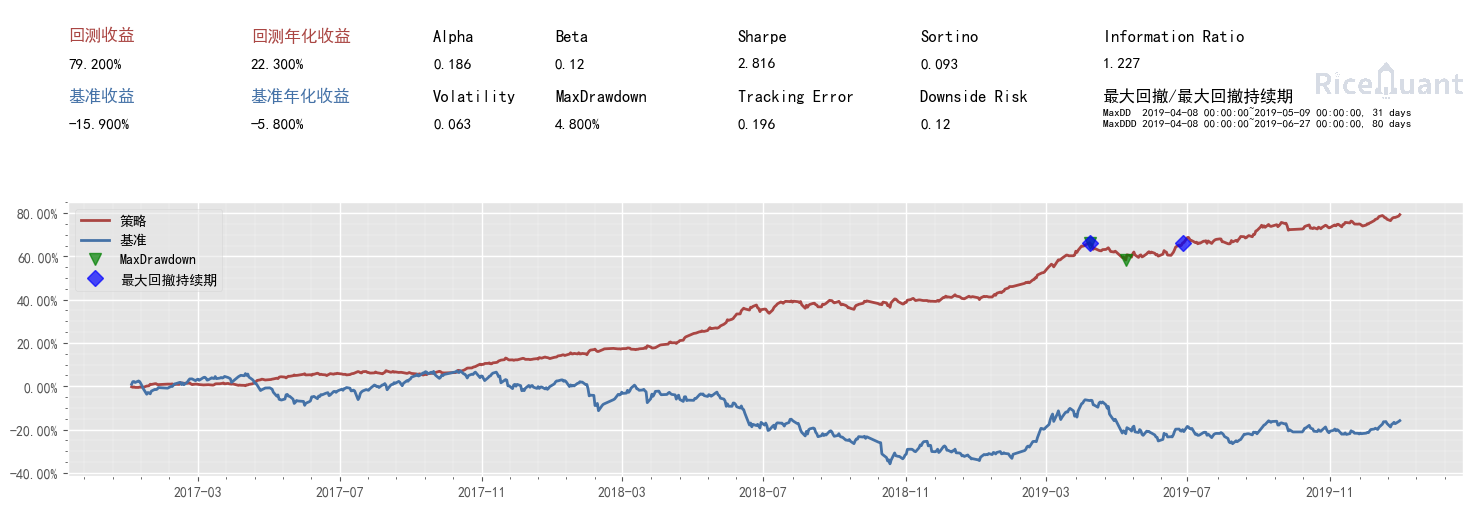 回测收益 回测年化收益 Alpha Beta Sharpe Sortino Information Ratio
79.200% 22.300% 0.186 0.12 2.816 0.093 1.227
RiceQuant
基准收益 基准年化收益 Volatility MaxDrawdown Tracking Error Downside Risk 最大回撤/最大回撤持续期
-15.900% -5.800% 0.063 4.800% 0.196 0.12
MaxDD 2019-04-08 00:00:00~2019-05-09 00:00:00, 31 days
MaxDDD 2019-04-08 00:00:00~2019-06-27 00:00:00, 80 days
策略
基准
MaxDrawdown
最大回撤持续期
80.00%
60.00%
40.00%
20.00%
0.00%
-20.00%
-40.00%
2017-03 2017-07 2017-11 2018-03 2018-07 2018-11 2019-03 2019-07 2019-11